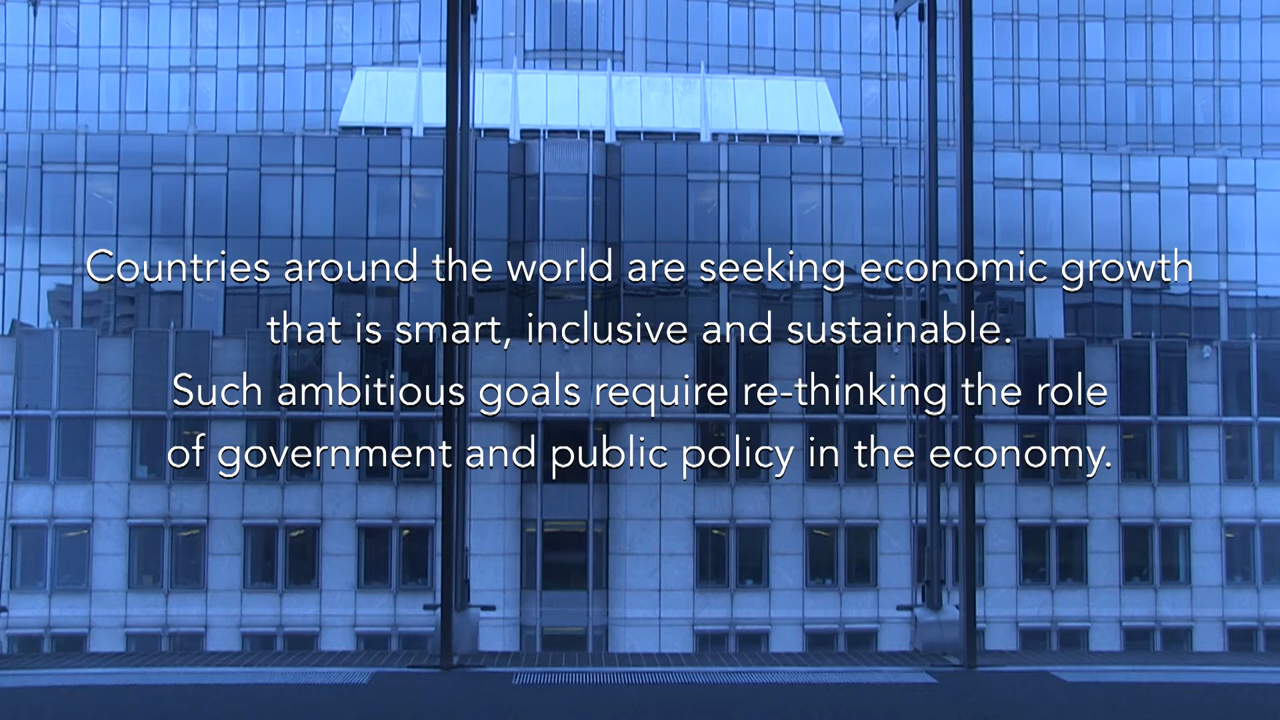 Countries around the world are seeking economic growth
that is smart, inclusive and sustainable.
Such ambitious goals require re-thinking the role
of government and public policy in the economy.